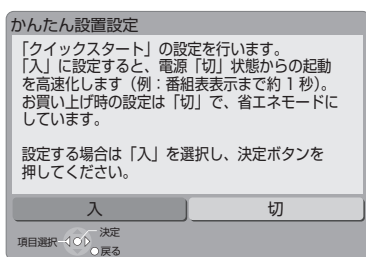 かんたん設置設定
「クイックスタート」の設定を行います。
「入」に設定すると、電源「切」状態からの起動
を高速化します（例：番組表表示まで約1秒）。
お買い上げ時の設定は「切」で、省エネモードに
しています。
設定する場合は「入」を選択し、決定ボタンを
押してください。
入 切
項目選択 決定
戻る